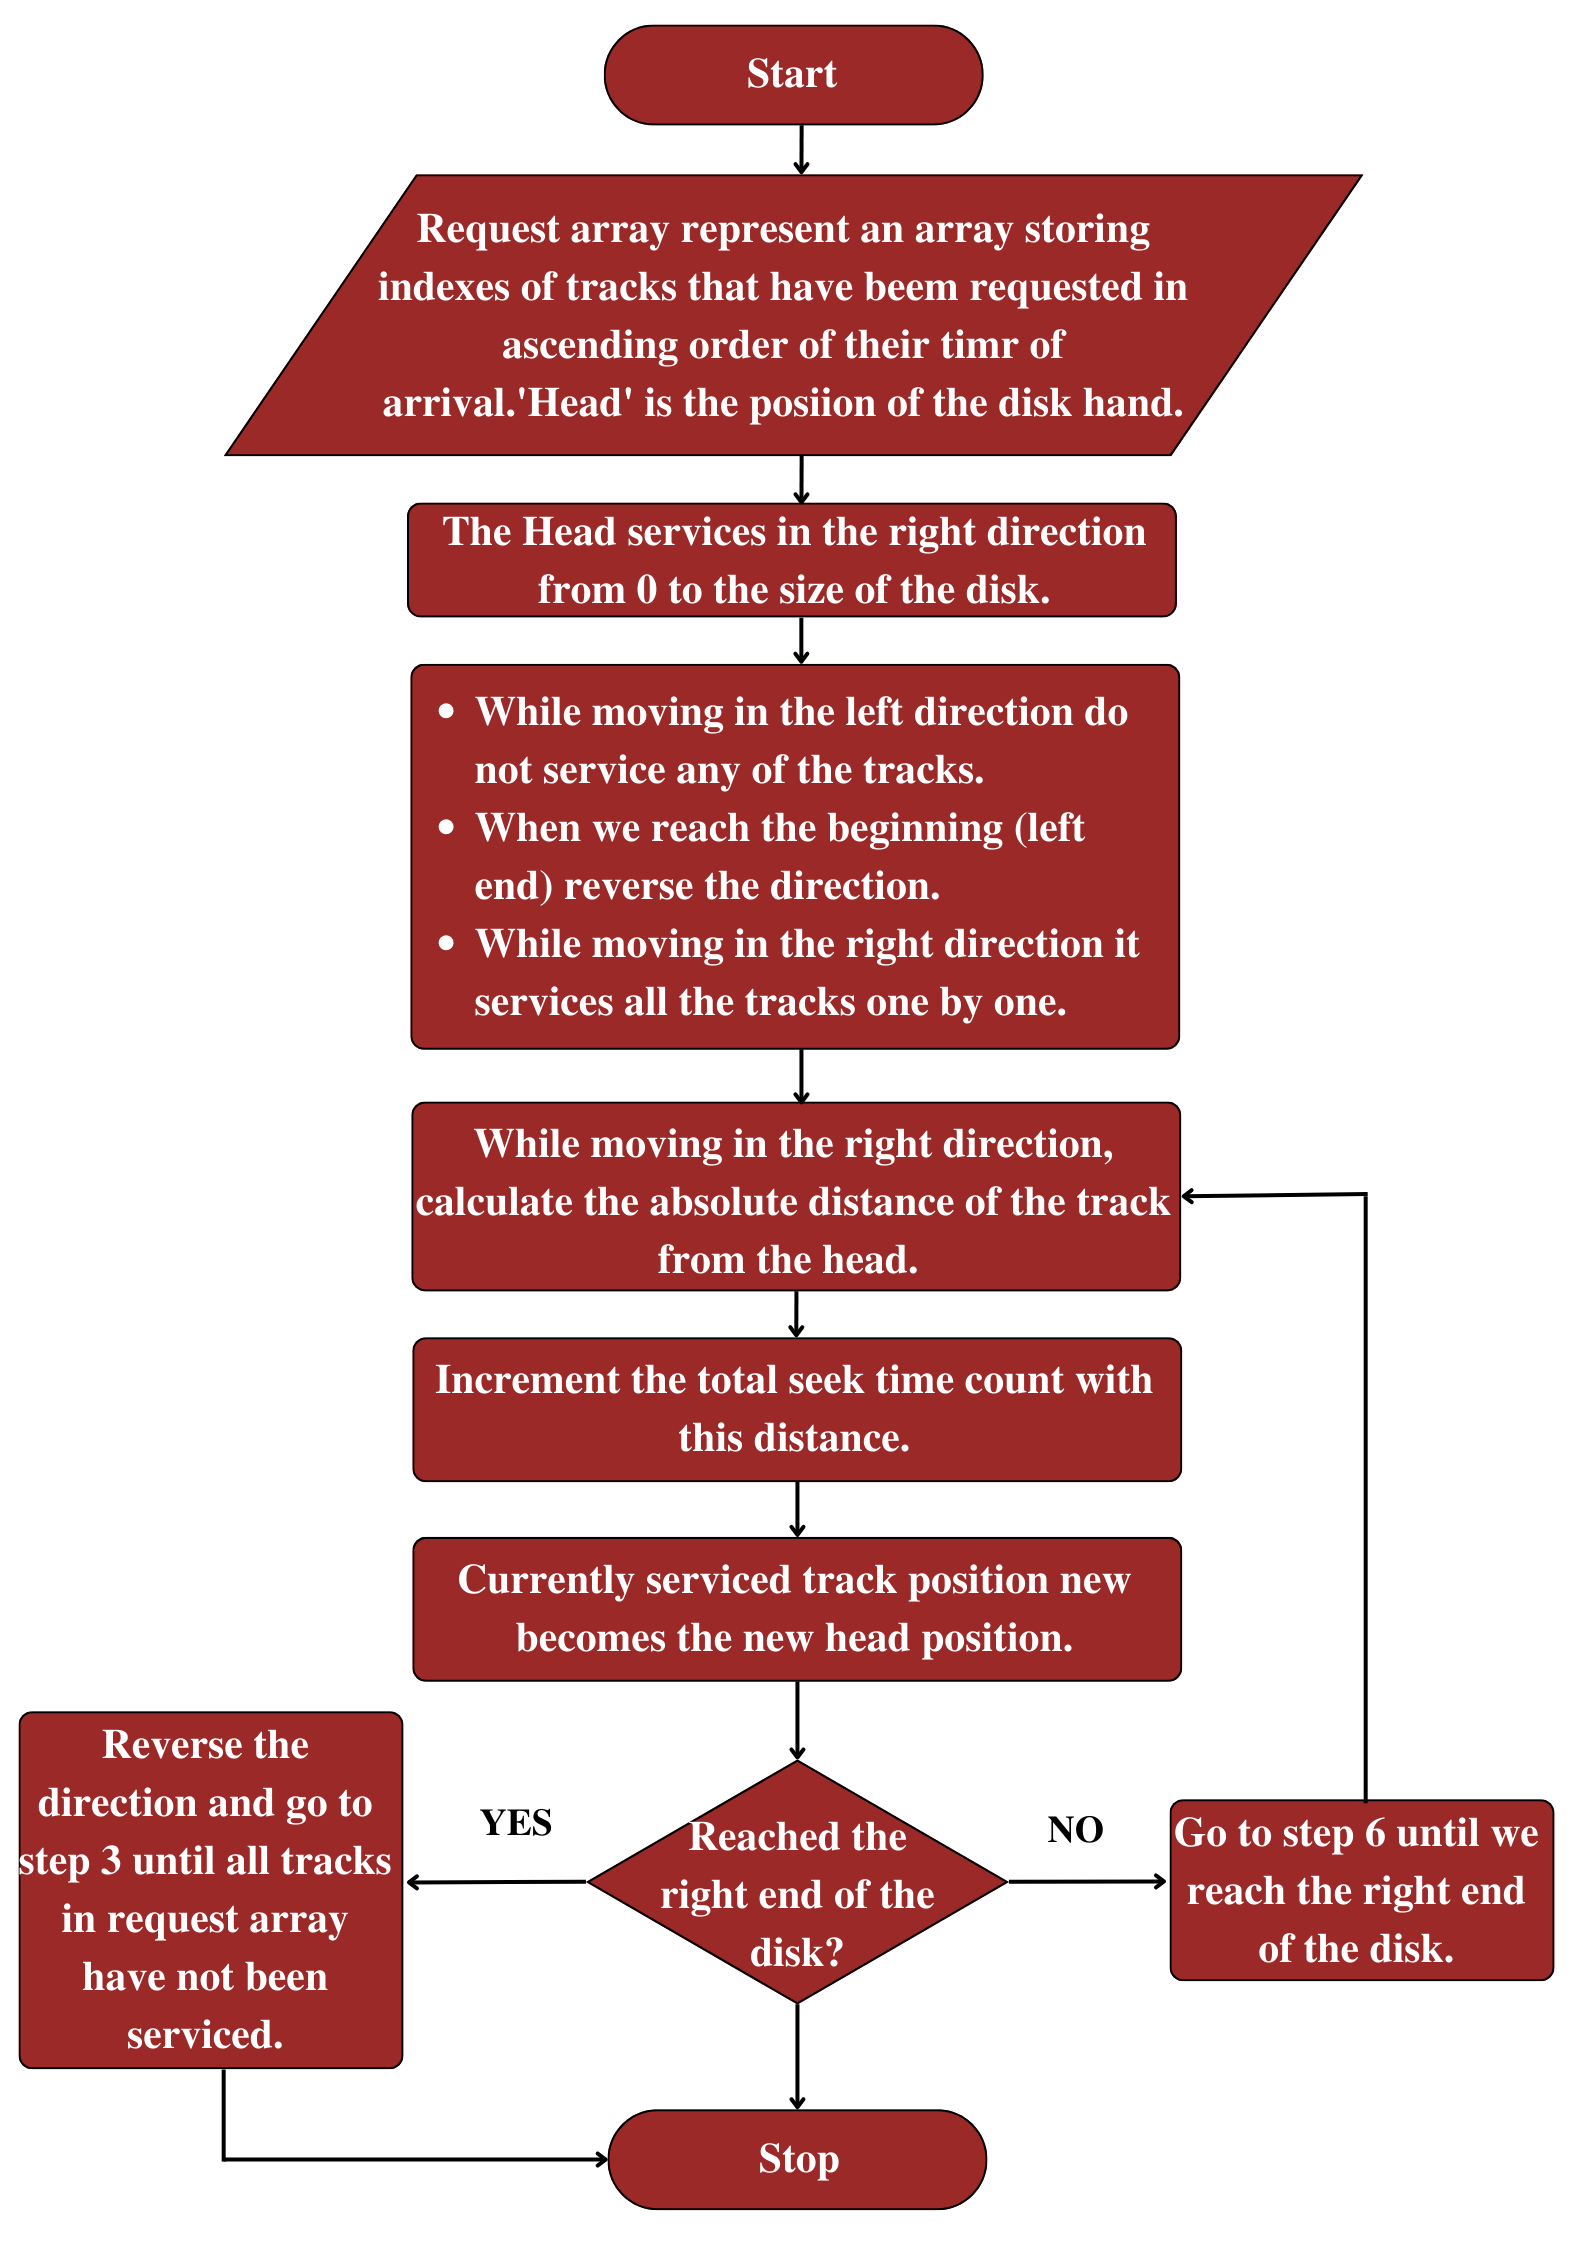 Start
Request array represent an array storing
indexes of tracks that have beem requested in
ascending order of their timr of
arrival.'Head' is the posiion of the disk hand.
The Head services in the right direction
from 0 to the size of the disk.
• While moving in the left direction do
not service any of the tracks.
• When we reach the beginning (left
end) reverse the direction.
• While moving in the right direction it
services all the tracks one by one.
While moving in the right direction,
calculate the absolute distance of the track
from the head.
Increment the total seek time count with
this distance.
Currently serviced track position new
becomes the new head position.
Reverse the
direction and go to
step 3 until all tracks
in request array
have not been
serviced.
YES
Reached the
right end of the
disk?
NO
Go to step 6 until we
reach the right end
of the disk.
Stop